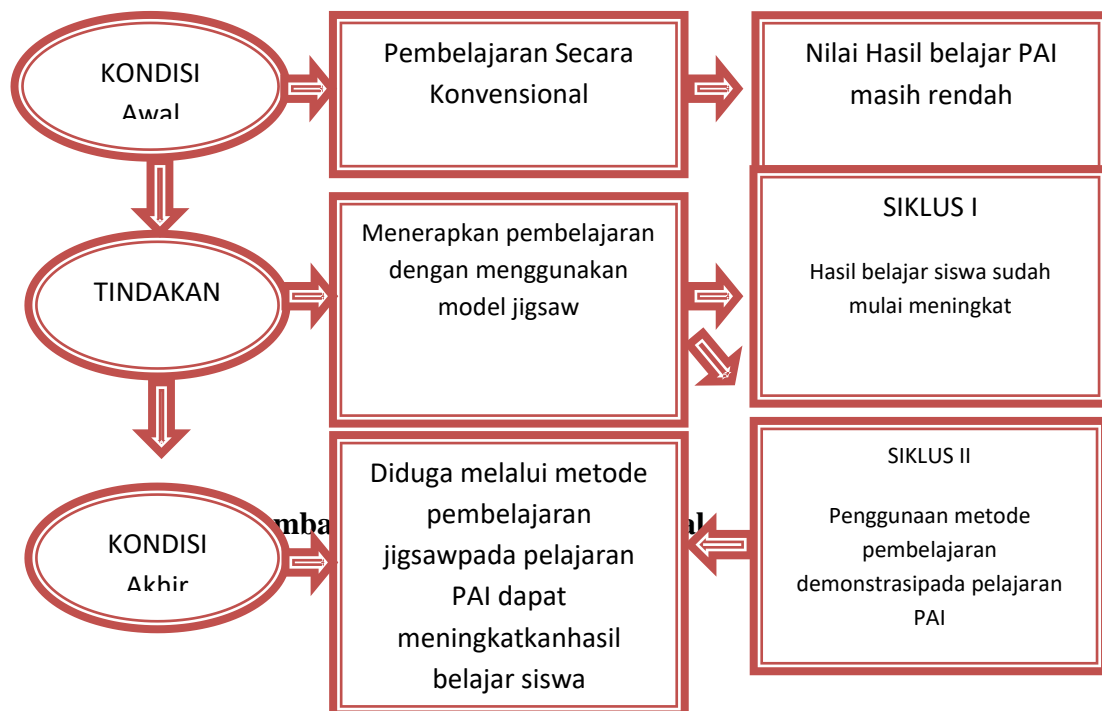 KONDISI
Awal
Pembelajaran Secara
Konvensional
Nilai Hasil belajar PAI
masih rendah
TINDAKAN
Menerapkan pembelajaran
dengan menggunakan
model jigsaw
SIKLUS I
Hasil belajar siswa sudah
mulai meningkat
KONDISI
Akhir
Diduga melalui metode
pembelajaran
jigsawpada pelajaran
PAI dapat
meningkatkanhasil
belajar siswa
SIKLUS II
Penggunaan metode
pembelajaran
demonstrasipada pelajaran
PAI